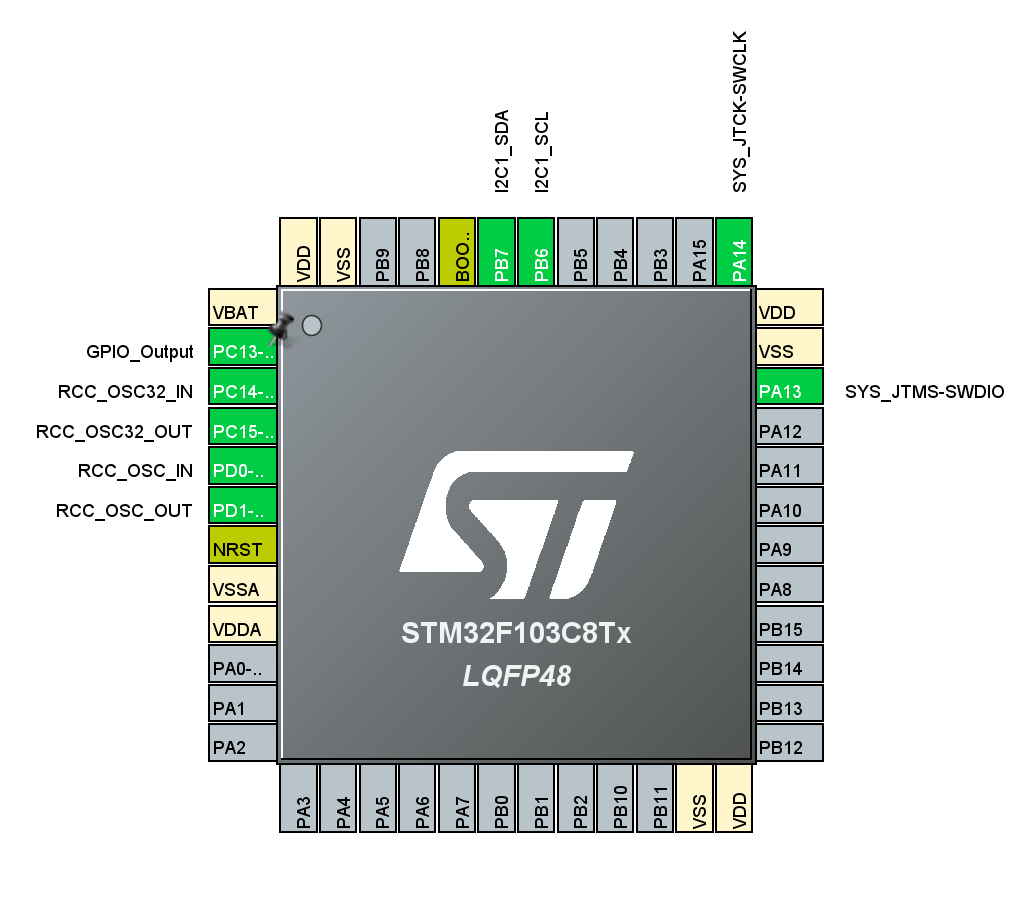 SYS_JTCK-SWCLK
I2C1_SDA
I2C1_SCL
VDD
VSS
PB9
PB8
BOO..
PB7
PB6
PB5
PB4
PB3
PA15
PA14
VBAT
VDD
GPIO_Output
PC13-..
VSS
RCC_OSC32_IN
PC14-..
PA13
SYS_JTMS-SWDIO
RCC_OSC32_OUT
PC15-..
PA12
RCC_OSC_IN
PD0-..
PA11
RCC_OSC_OUT
PD1-..
PA10
NRST
PA9
VSSA
PA8
VDDA
PB15
ST
STM32F103C8Tx
LQFP48
PA0-..
PB14
PA1
PB13
PA2
PB12
PA3
PA4
PA5
PA6
PA7
PB0
PB1
PB2
PB10
PB11
VSS
VDD